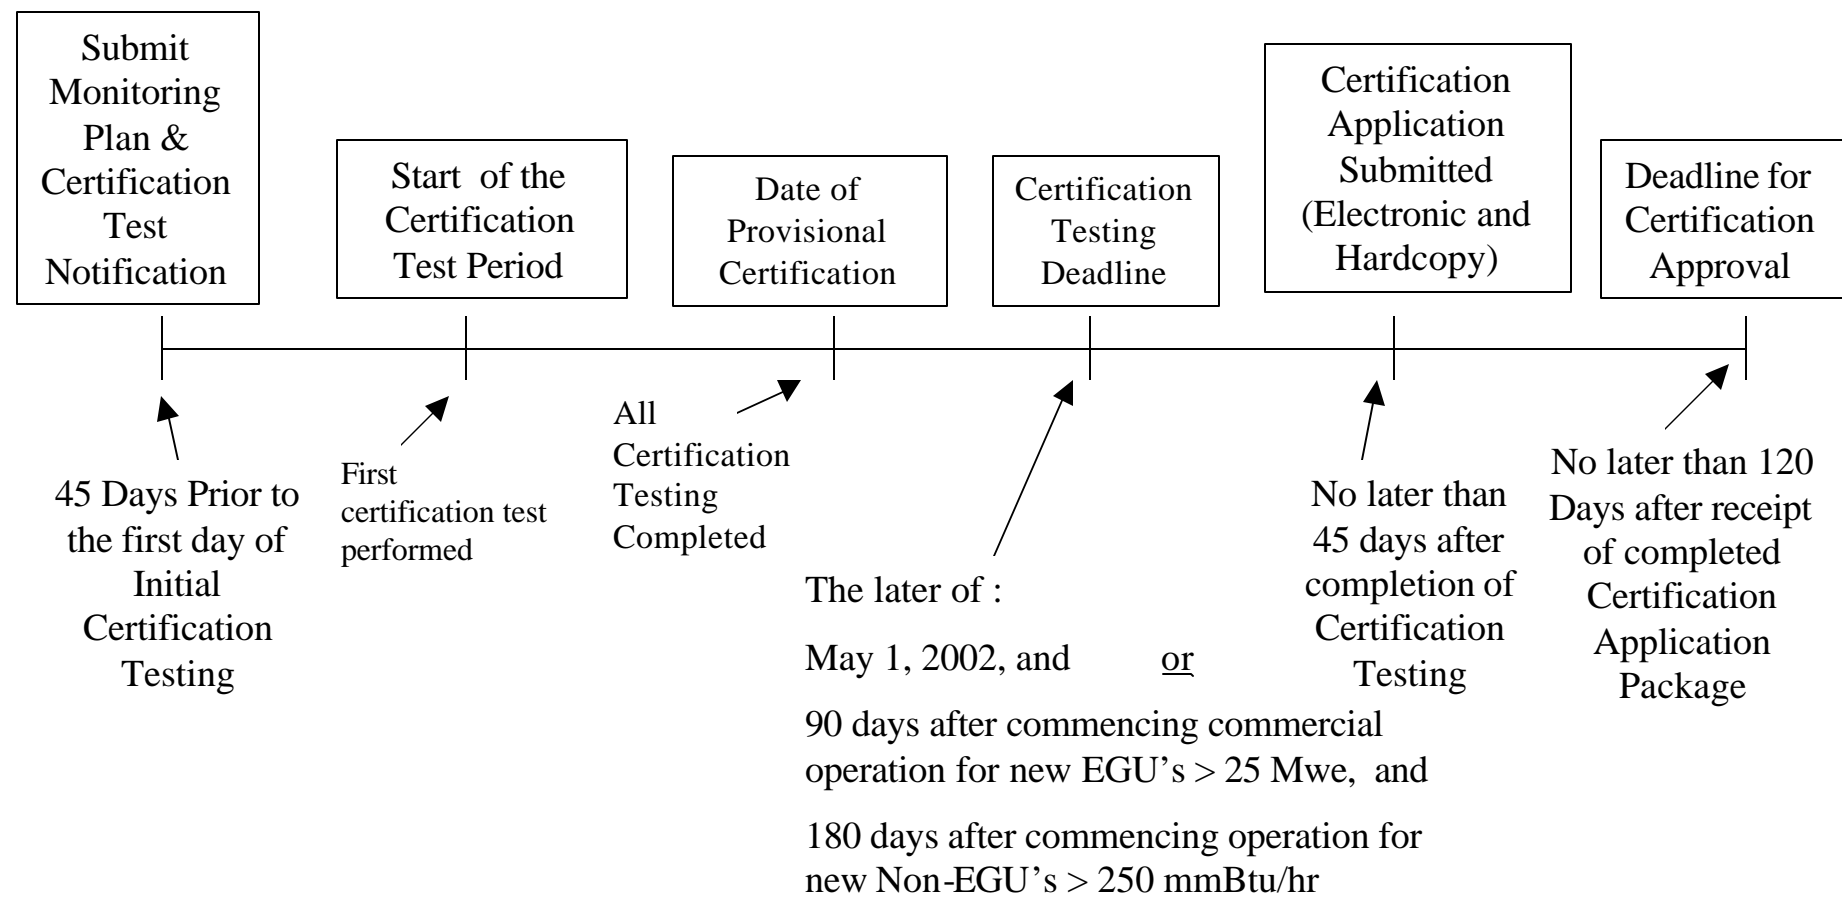 Submit
Monitoring
Plan &
Certification
Test
Notification
Start of the
Certification
Test Period
Date of
Provisional
Certification
Certification
Testing
Deadline
Certification
Application
Submitted
(Electronic and
Hardcopy)
Deadline for
Certification
Approval
45 Days Prior to
the first day of
Initial
Certification
Testing
First
certification test
performed
All
Certification
Testing
Completed
The later of :
May 1, 2002, and or
90 days after commencing commercial
operation for new EGU’s > 25 Mwe, and
180 days after commencing operation for
new Non-EGU’s > 250 mmBtu/hr
No later than
45 days after
completion of
Certification
Testing
No later than 120
Days after receipt
of completed
Certification
Application
Package